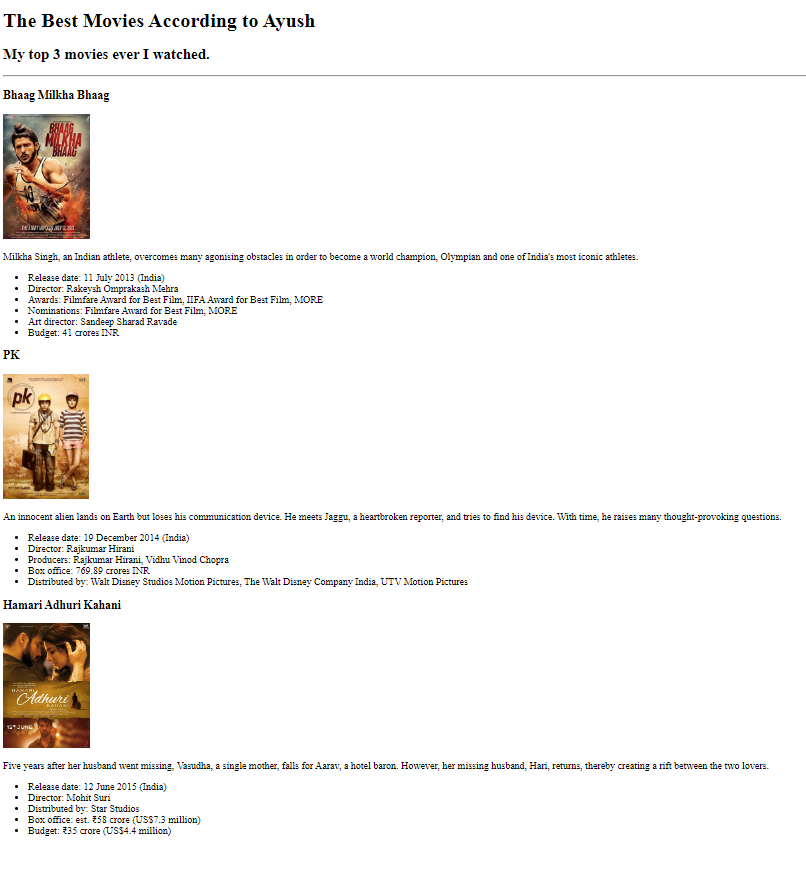 The Best Movies According to Ayush
My top 3 movies ever I watched.
Bhaag Milkha Bhaag
BHAAG
MILKHA
BHAAG
Milkha Singh, an Indian athlete, overcomes many agonising obstacles in order to become a world champion, Olympian and one of India's most iconic athletes.
Release date: 11 July 2013 (India)
Director: Rakeysh Omprakash Mehra
Awards: Filmfare Award for Best Film, IIFA Award for Best Film, MORE
Nominations: Filmfare Award for Best Film, MORE
Art director: Sandeep Sharad Ravade
Budget: 41 crores INR
PK
pk
An innocent alien lands on Earth but loses his communication device. He meets Jaggu, a heartbroken reporter, and tries to find his device. With time, he raises many thought-provoking questions.
Release date: 19 December 2014 (India)
Director: Rajkumar Hirani
Producers: Rajkumar Hirani, Vidhu Vinod Chopra
Box office: 769.89 crores INR
Distributed by: Walt Disney Studios Motion Pictures, The Walt Disney Company India, UTV Motion Pictures
Hamari Adhuri Kahani
HAMARI
Adhuri
KAHANI
12th JUNE
Five years after her husband went missing, Vasudha, a single mother, falls for Aarav, a hotel baron. However, her missing husband, Hari, returns, thereby creating a rift between the two lovers.
Release date: 12 June 2015 (India)
Director: Mohit Suri
Distributed by: Star Studios
Box office: est. ₹58 crore (US$7.3 million)
Budget: ₹35 crore (US$4.4 million)